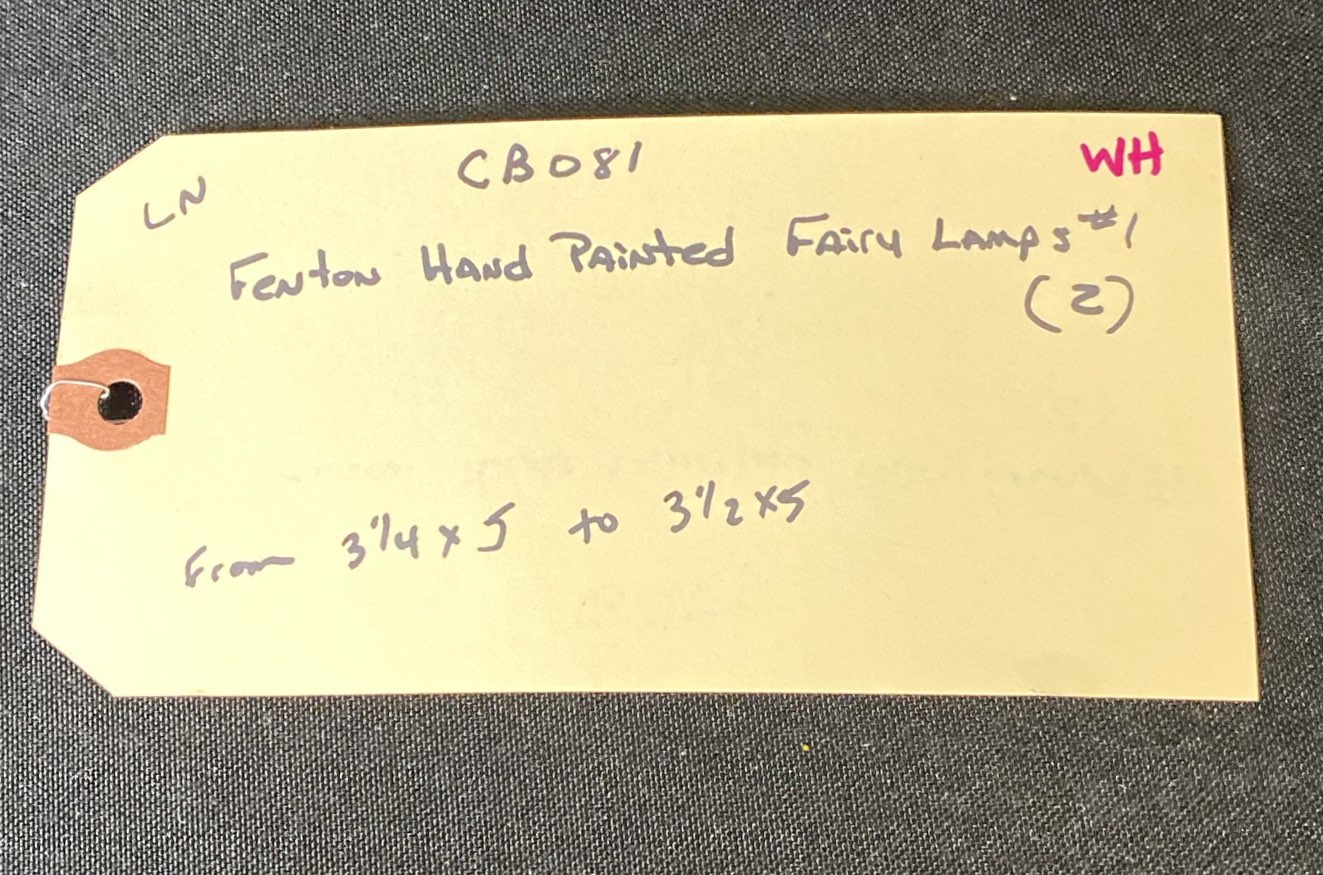 CB081 WH
LN
Fenton Hand Painted Fairy Lamps #1
(2)
From 3 1/4 x 5 to 3 1/2 x 5